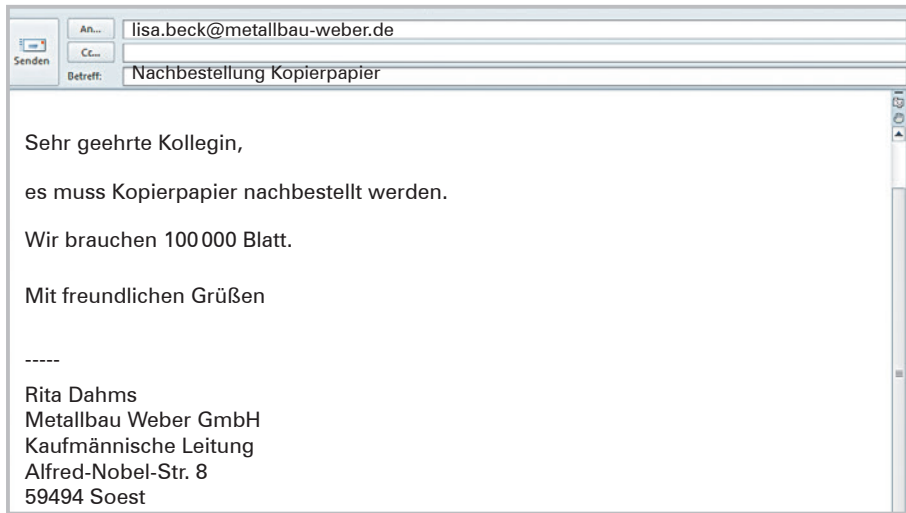 Senden
An...
lisa.beck@metallbau-weber.de
Cc...
Betreff:
Nachbestellung Kopierpapier
Sehr geehrte Kollegin,
es muss Kopierpapier nachbestellt werden.
Wir brauchen 100 000 Blatt.
Mit freundlichen Grüßen
-----
Rita Dahms
Metallbau Weber GmbH
Kaufmännische Leitung
Alfred-Nobel-Str. 8
59494 Soest